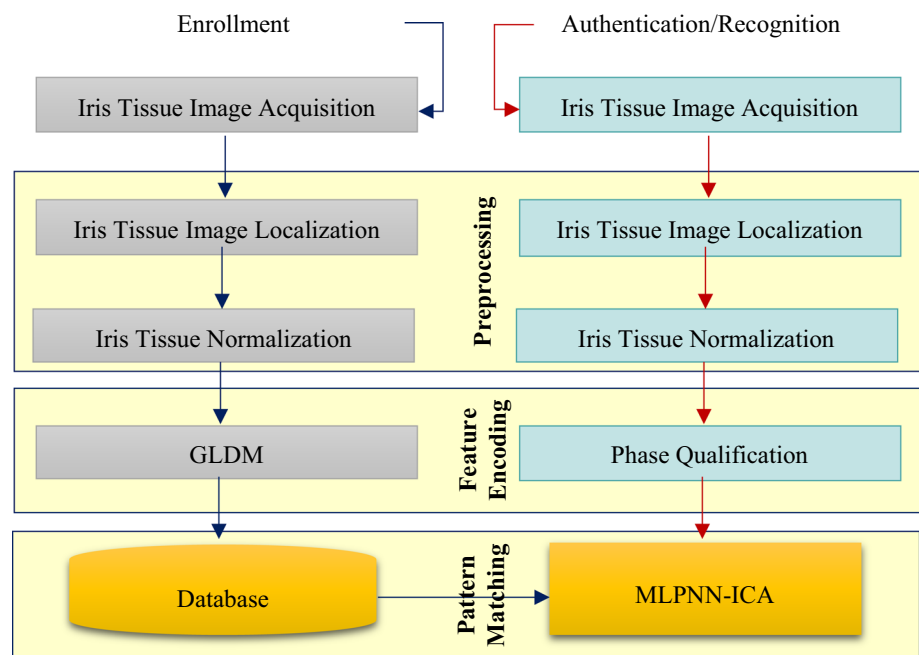 Enrollment
Authentication/Recognition
Iris Tissue Image Acquisition
Iris Tissue Image Acquisition
Preprocessing
Iris Tissue Image Localization
Iris Tissue Image Localization
Iris Tissue Normalization
Iris Tissue Normalization
Feature
Encoding
GLDM
Phase Qualification
Pattern
Matching
Database
MLPNN-ICA